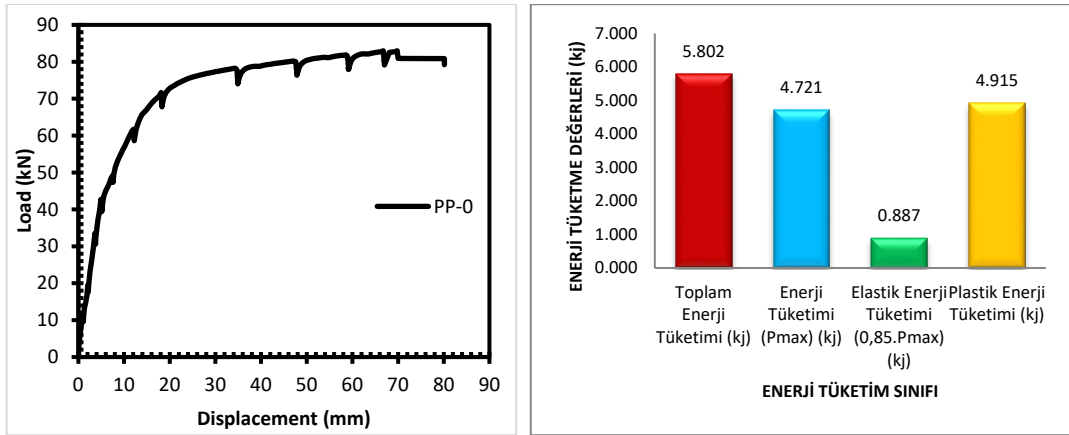 90
80
70
60
50
40
30
20
10
0
Load (kN)
PP-0
0 10 20 30 40 50 60 70 80 90
Displacement (mm)
ENERJİ TÜKETME DEĞERLERİ (kj)
7.000
6.000
5.000
4.000
3.000
2.000
1.000
0.000
5.802
4.721
0.887
4.915
Toplam
Enerji
Tüketimi (kj)
Enerji
Tüketimi
(Pmax) (kj)
Elastik Enerji
Tüketimi
(0,85.Pmax)
(kj)
Plastik Enerji
Tüketimi (kj)
ENERJİ TÜKETİM SINIFI